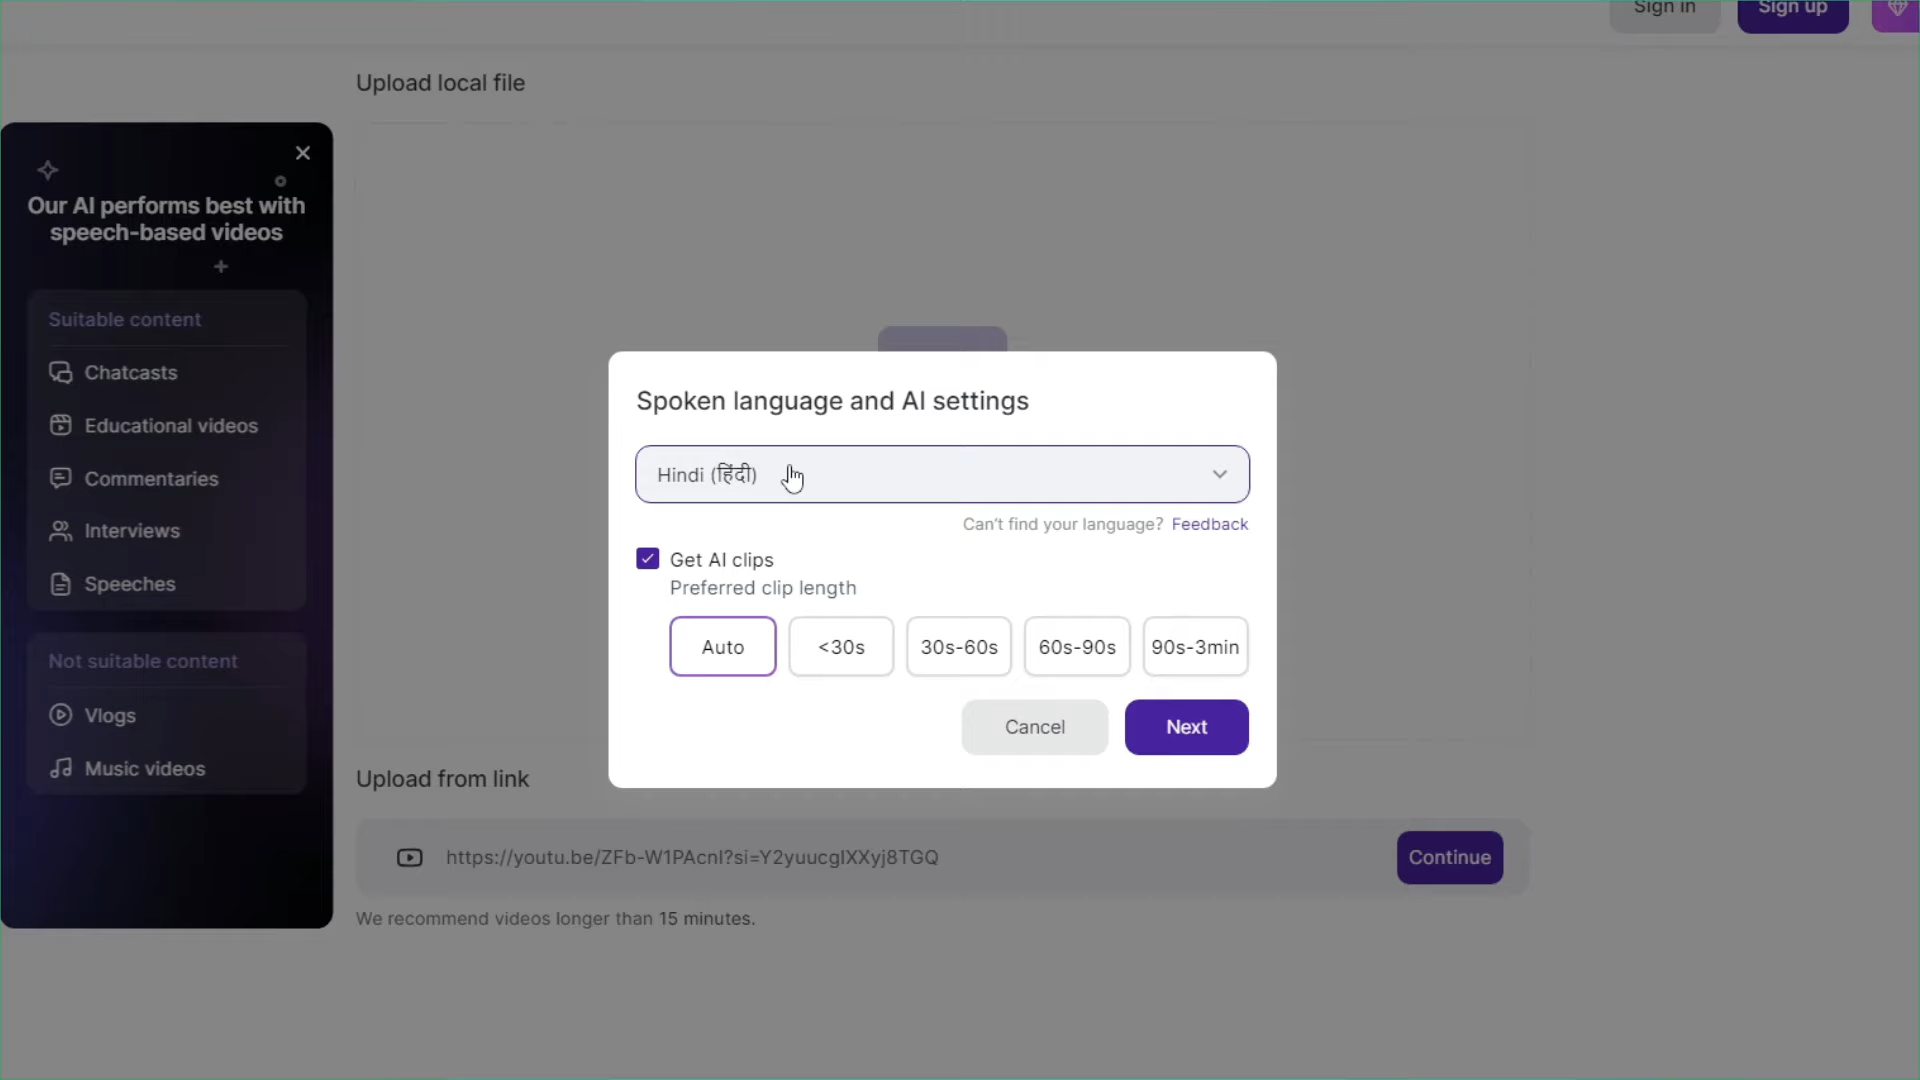 Sign in
Sign up
Upload local file
Our AI performs best with
speech-based videos
Suitable content
Chatcasts
Educational videos
Commentaries
Interviews
Speeches
Not suitable content
Vlogs
Music videos
Spoken language and AI settings
Hindi (हिंदी)
Can't find your language? Feedback
Get AI clips
Preferred clip length
Auto
<30s
30s-60s
60s-90s
90s-3min
Cancel
Next
Upload from link
https://youtu.be/ZFb-W1PAcnI?si=Y2yuucgIXXyj8TGQ
Continue
We recommend videos longer than 15 minutes.